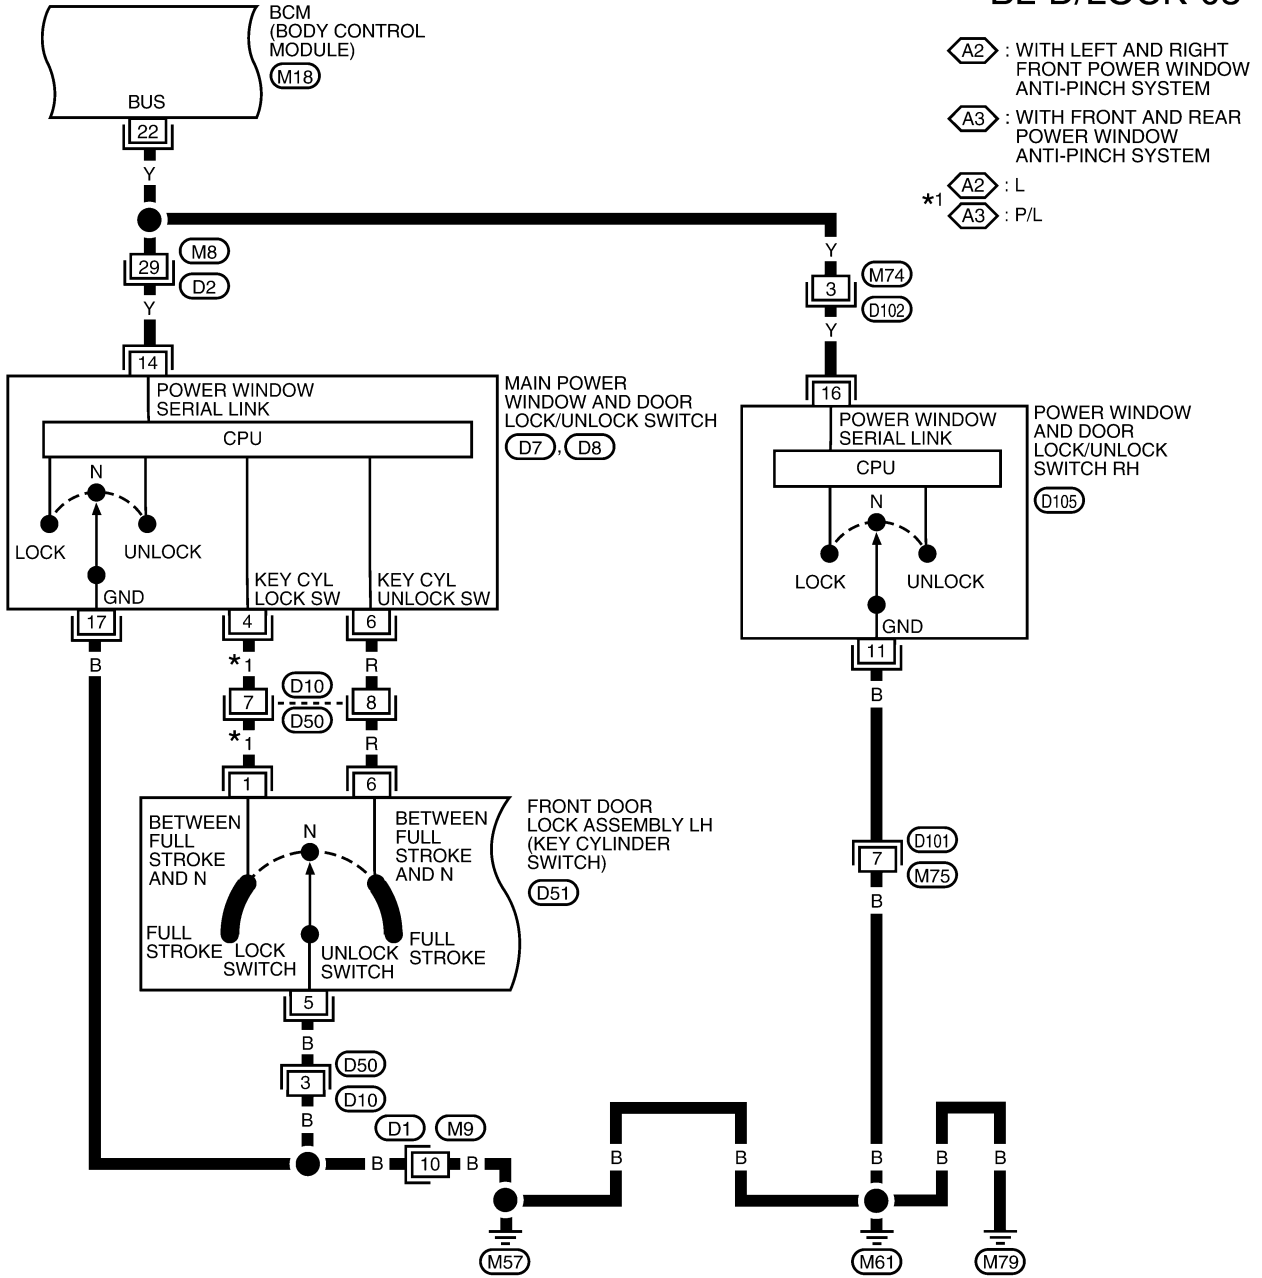 BCM
(BODY CONTROL
MODULE)
M18
BUS
22
Y
A2 : WITH LEFT AND RIGHT
FRONT POWER WINDOW
ANTI-PINCH SYSTEM
A3 : WITH FRONT AND REAR
POWER WINDOW
ANTI-PINCH SYSTEM
*1
A2 : L
A3 : P/L
29
M8
D2
Y
14
Y
3
M74
D102
Y
16
POWER WINDOW
SERIAL LINK
CPU
N
LOCK
UNLOCK
GND
KEY CYL
LOCK SW
KEY CYL
UNLOCK SW
MAIN POWER
WINDOW AND DOOR
LOCK/UNLOCK SWITCH
D7 , D8
POWER WINDOW
SERIAL LINK
CPU
N
LOCK
UNLOCK
GND
POWER WINDOW
AND DOOR
LOCK/UNLOCK
SWITCH RH
D105
17
4
6
11
B
*1
R
B
7
D10
D50
8
*1
R
1
6
BETWEEN
FULL
STROKE
AND N
N
BETWEEN
FULL
STROKE
AND N
FULL
STROKE
LOCK
SWITCH
UNLOCK
SWITCH
FULL
STROKE
FRONT DOOR
LOCK ASSEMBLY LH
(KEY CYLINDER
SWITCH)
D51
7
D101
M75
B
5
B
3
D50
D10
B
D1
M9
B
10
B
B
B
B
B
B
M57
M61
M79